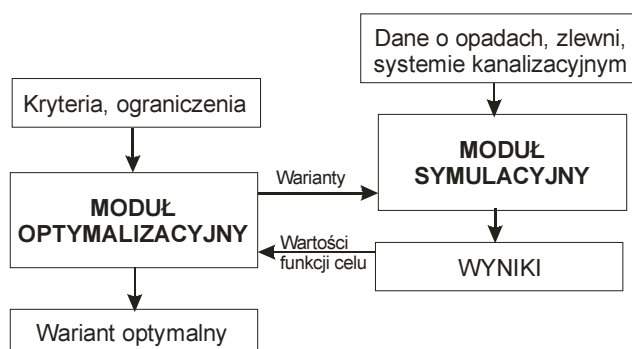 Dane o opadach, zlewni,
systemie kanalizacyjnym
Kryteria, ograniczenia
MODUŁ
SYMULACYJNY
Warianty
MODUŁ
OPTYMALIZACYJNY
Wartości
funkcji celu
WYNIKI
Wariant optymalny